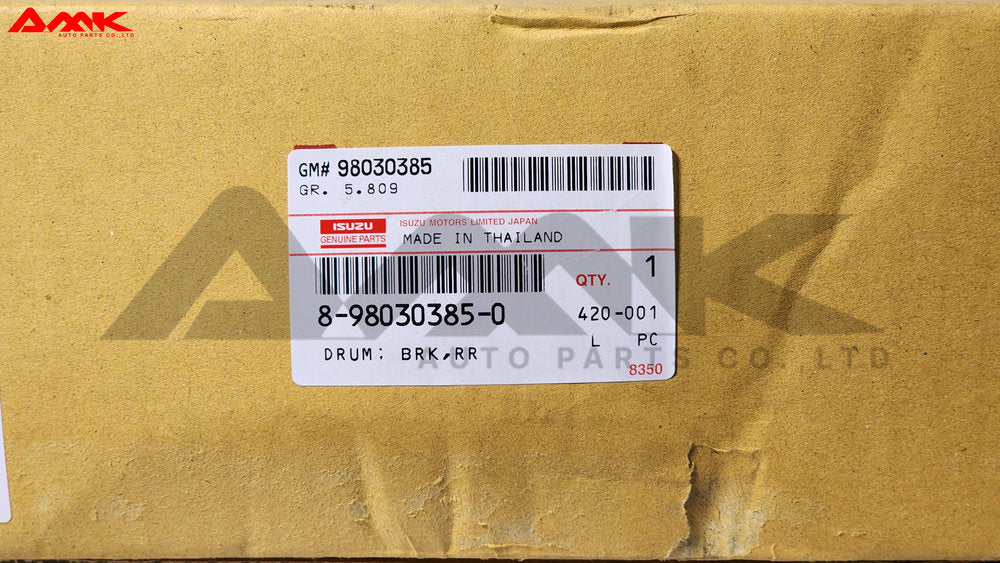 AMK
AUTO PARTS CO.,LTD
GM# 98030385
GR. 5.809
ISUZU
GENUINE PARTS
ISUZU MOTORS LIMITED JAPAN
MADE IN THAILAND
QTY. 1
8-98030385-0
420-001
L PC
DRUM; BRK,RR
8350
AMK
AUTO PARTS CO.,LTD